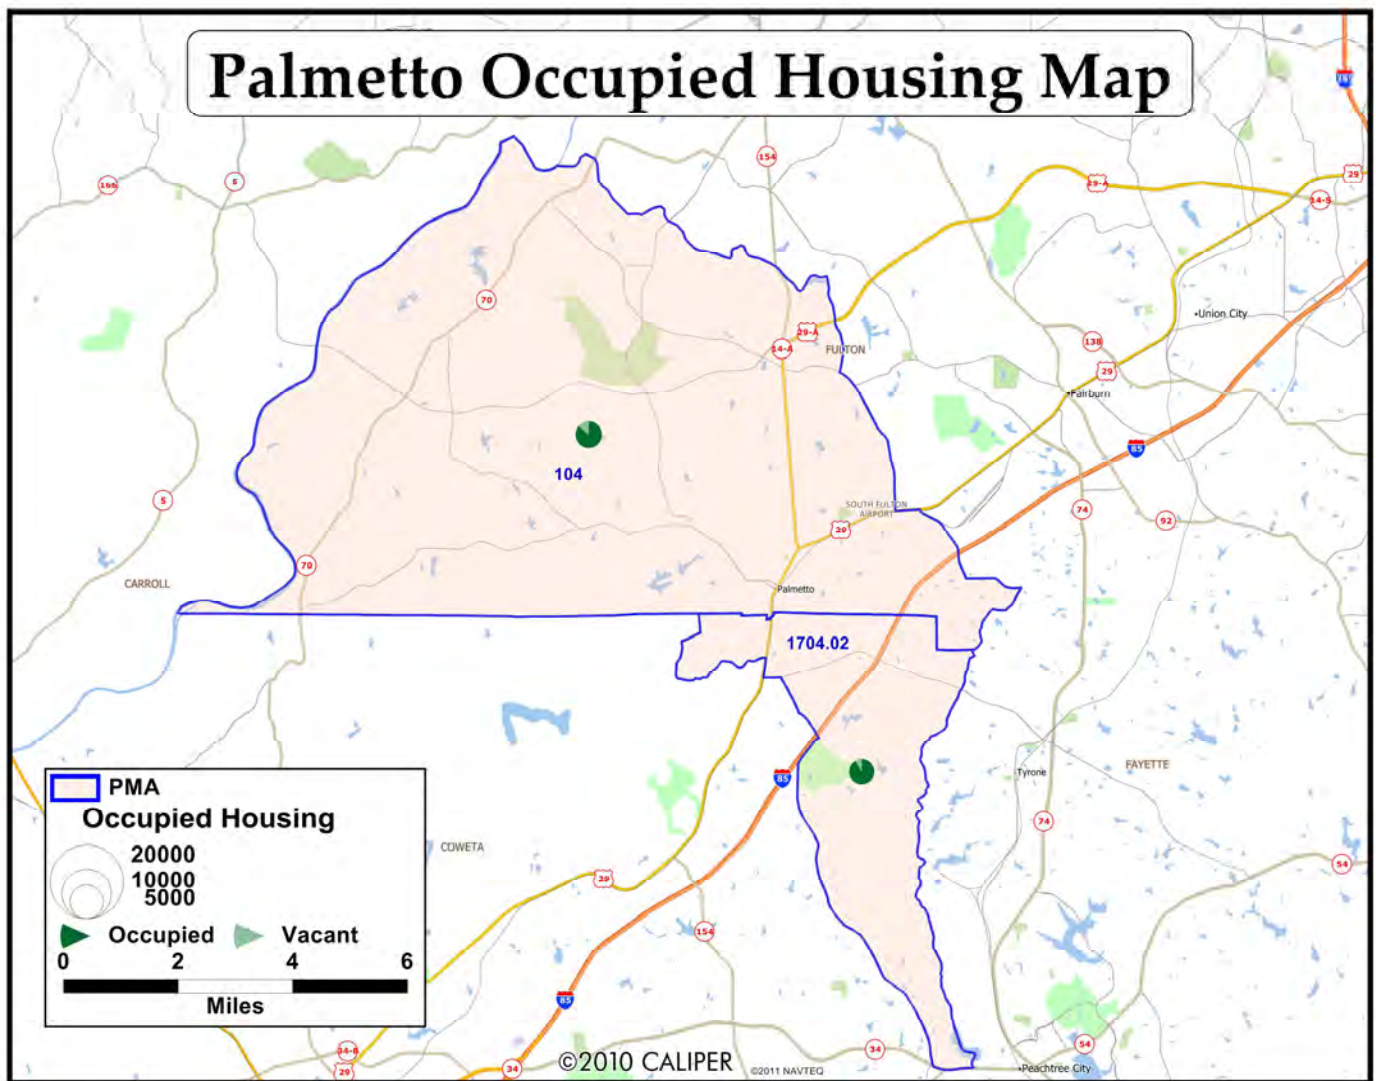 Palmetto Occupied Housing Map
154
166
5
29-A
29
14-S
70
29-A
14-A
FULTON
Union City
138
29
Fairburn
85
104
5
SOUTH FULTON
AIRPORT
29
74
92
70
CARROLL
Palmetto
1704.02
85
Tyrone
FAYETTE
74
COWETA
29
54
154
85
34
54
34
Peachtree City
PMA
Occupied Housing
20000
10000
5000
Occupied Vacant
0 2 4 6
Miles
29
©2010 CALIPER
©2011 NAVTEQ